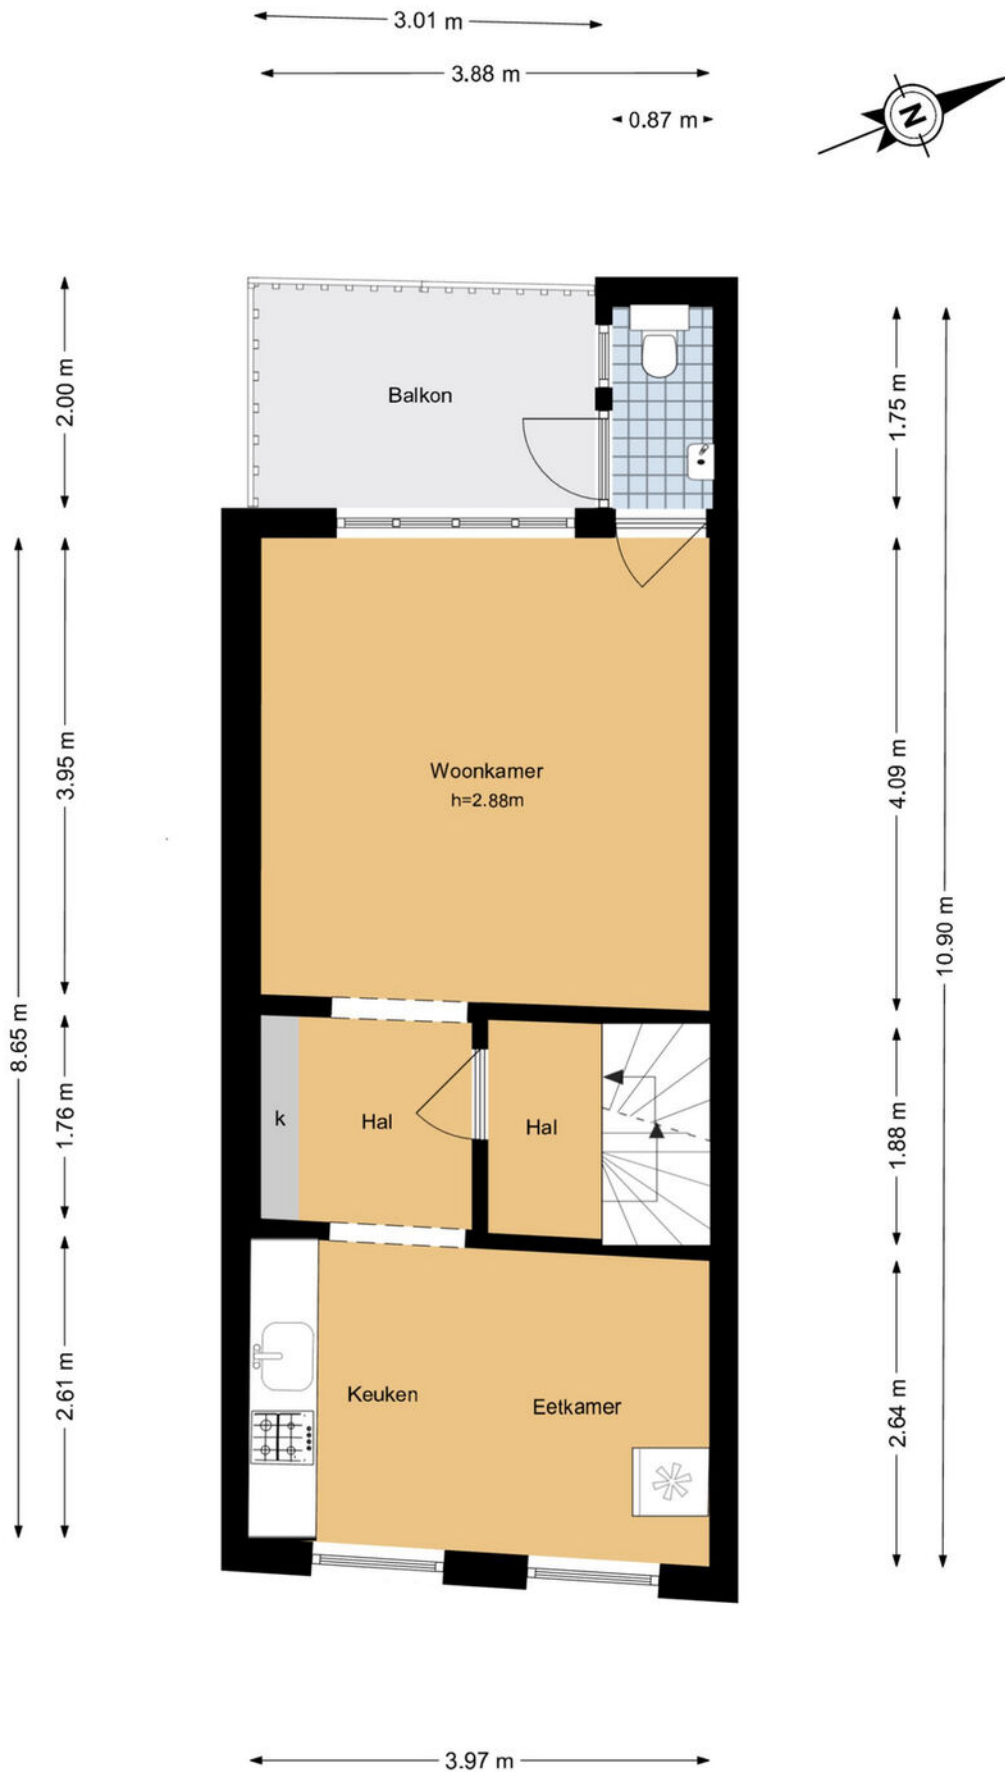 3.01 m
3.88 m
0.87 m
N
2.00 m
Balkon
1.75 m
3.95 m
Woonkamer
h=2.88m
4.09 m
10.90 m
8.65 m
1.76 m
k
Hal
Hal
1.88 m
2.61 m
Keuken
Eetkamer
2.64 m
3.97 m